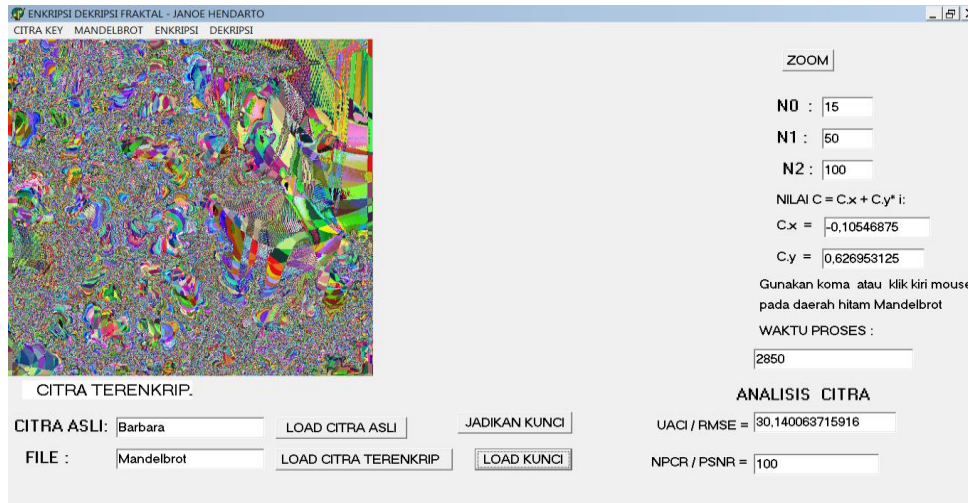 ENKRIPSI DEKRIPSI FRAKTAL - JANOE HENDARTO
CITRA KEY MANDELBROT ENKRIPSI DEKRIPSI
ZOOM
N0 : 15
N1 : 50
N2 : 100
NILAI C = C.x + C.y* i:
C.x = -0,10546875
C.y = 0,626953125
Gunakan koma atau klik kiri mouse
pada daerah hitam Mandelbrot
WAKTU PROSES :
2850
CITRA TERENKRIP.
ANALISIS CITRA
CITRA ASLI: Barbara LOAD CITRA ASLI JADIKAN KUNCI UACI / RMSE = 30,140063715916
FILE : Mandelbrot LOAD CITRA TERENKRIP LOAD KUNCI NPCR / PSNR = 100